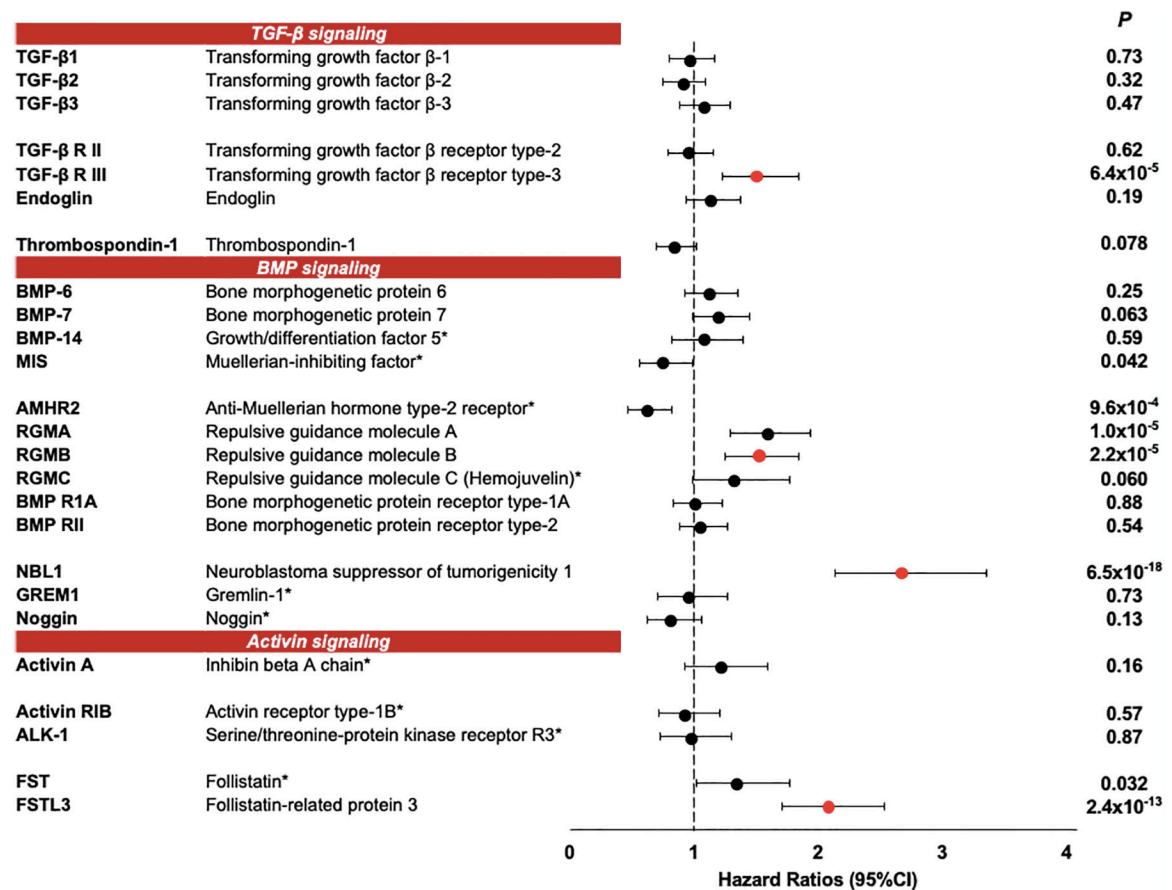 P
TGF-β signaling
TGF-β1 Transforming growth factor β-1 0.73
TGF-β2 Transforming growth factor β-2 0.32
TGF-β3 Transforming growth factor β-3 0.47
TGF-β R II Transforming growth factor β receptor type-2 0.62
TGF-β R III Transforming growth factor β receptor type-3 6.4x10⁻⁵
Endoglin Endoglin 0.19
Thrombospondin-1 Thrombospondin-1 0.078
BMP signaling
BMP-6 Bone morphogenetic protein 6 0.25
BMP-7 Bone morphogenetic protein 7 0.063
BMP-14 Growth/differentiation factor 5* 0.59
MIS Muellerian-inhibiting factor* 0.042
AMHR2 Anti-Muellerian hormone type-2 receptor* 9.6x10⁻⁴
RGMA Repulsive guidance molecule A 1.0x10⁻⁵
RGMB Repulsive guidance molecule B 2.2x10⁻⁵
RGMC Repulsive guidance molecule C (Hemojuvelin)* 0.060
BMP R1A Bone morphogenetic protein receptor type-1A 0.88
BMP RII Bone morphogenetic protein receptor type-2 0.54
NBL1 Neuroblastoma suppressor of tumorigenicity 1 6.5x10⁻¹⁸
GREM1 Gremlin-1* 0.73
Noggin Noggin* 0.13
Activin signaling
Activin A Inhibin beta A chain* 0.16
Activin RIB Activin receptor type-1B* 0.57
ALK-1 Serine/threonine-protein kinase receptor R3* 0.87
FST Follistatin* 0.032
FSTL3 Follistatin-related protein 3 2.4x10⁻¹³
0 1 2 3 4
Hazard Ratios (95%CI)